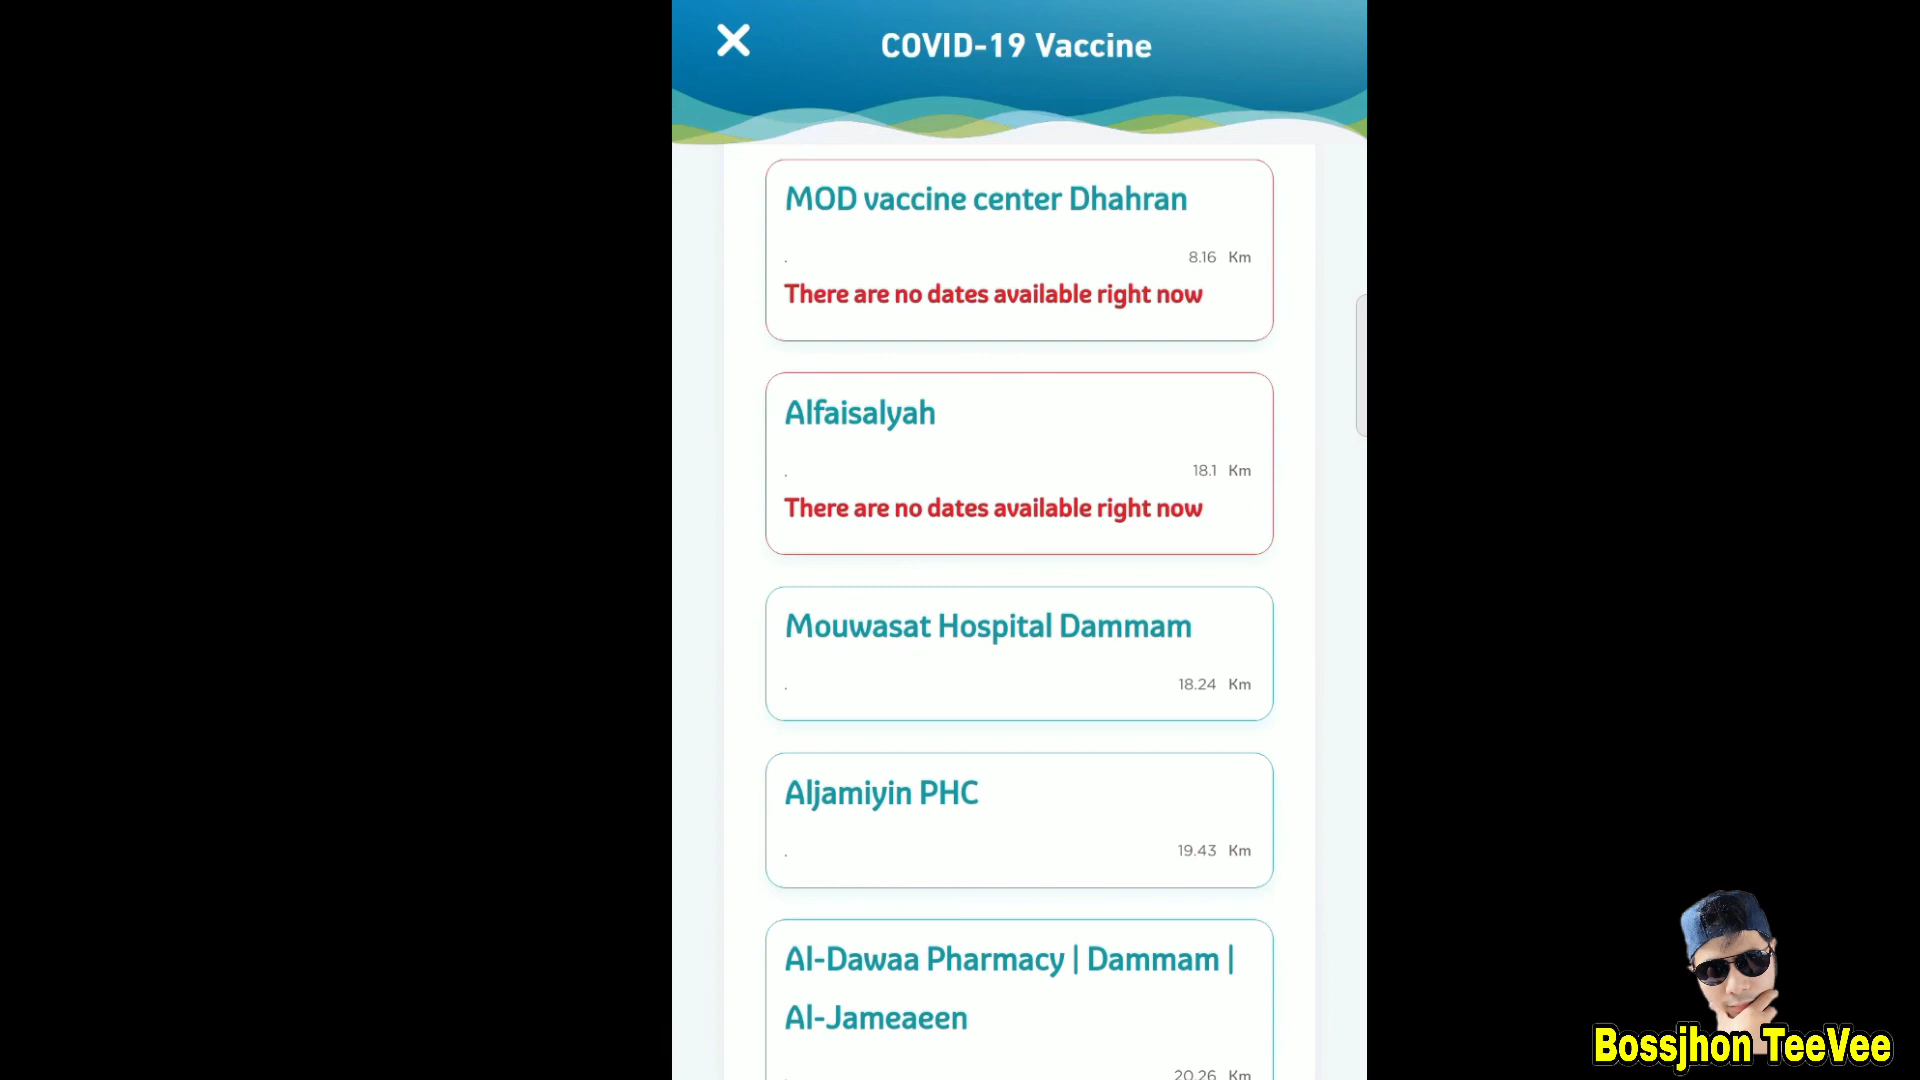 COVID-19 Vaccine
MOD vaccine center Dhahran
. 8.16 Km
There are no dates available right now
Alfaisalyah
. 18.1 Km
There are no dates available right now
Mouwasat Hospital Dammam
. 18.24 Km
Aljamiyin PHC
. 19.43 Km
Al-Dawaa Pharmacy | Dammam |
Al-Jameaeen
. 20.26 Km
Bossjhon TeeVee